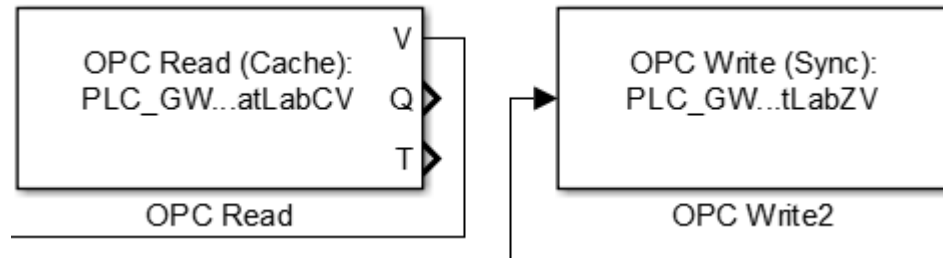 OPC Read (Cache):
PLC_GW...atLabCV
V
Q
T
OPC Read
OPC Write (Sync):
PLC_GW...tLabZV
OPC Write2